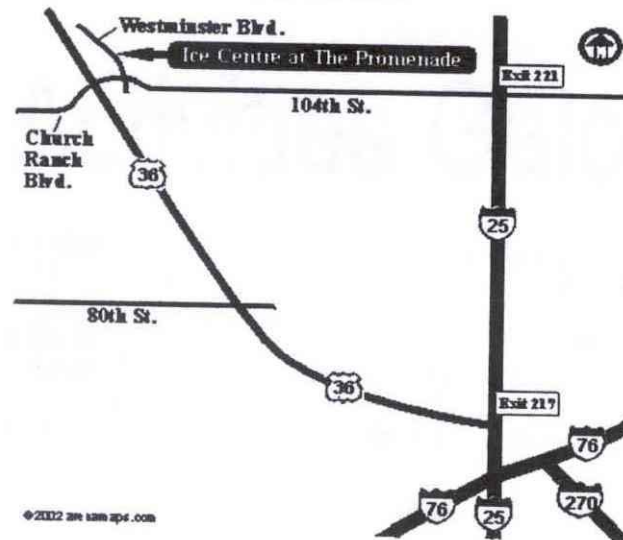 Westminster Blvd.
Ice Centre at The Promenade
Exit 221
104th St.
Church
Ranch
Blvd.
36
25
80th St.
36
Exit 217
76
76
25
270
©2002